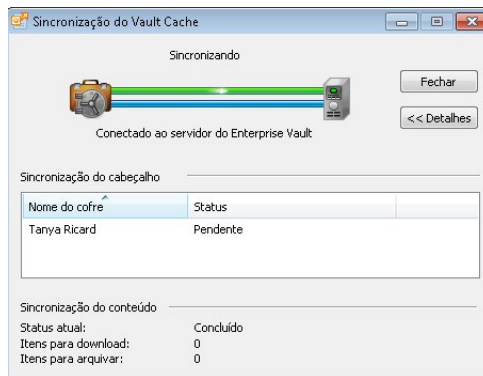 Sincronização do Vault Cache
Sincronizando
Fechar
<< Detalhes
Conectado ao servidor do Enterprise Vault
Sincronização do cabeçalho
Nome do cofre Status
Tanya Ricard Pendente
Sincronização do conteúdo
Status atual: Concluído
Itens para download: 0
Itens para arquivar: 0